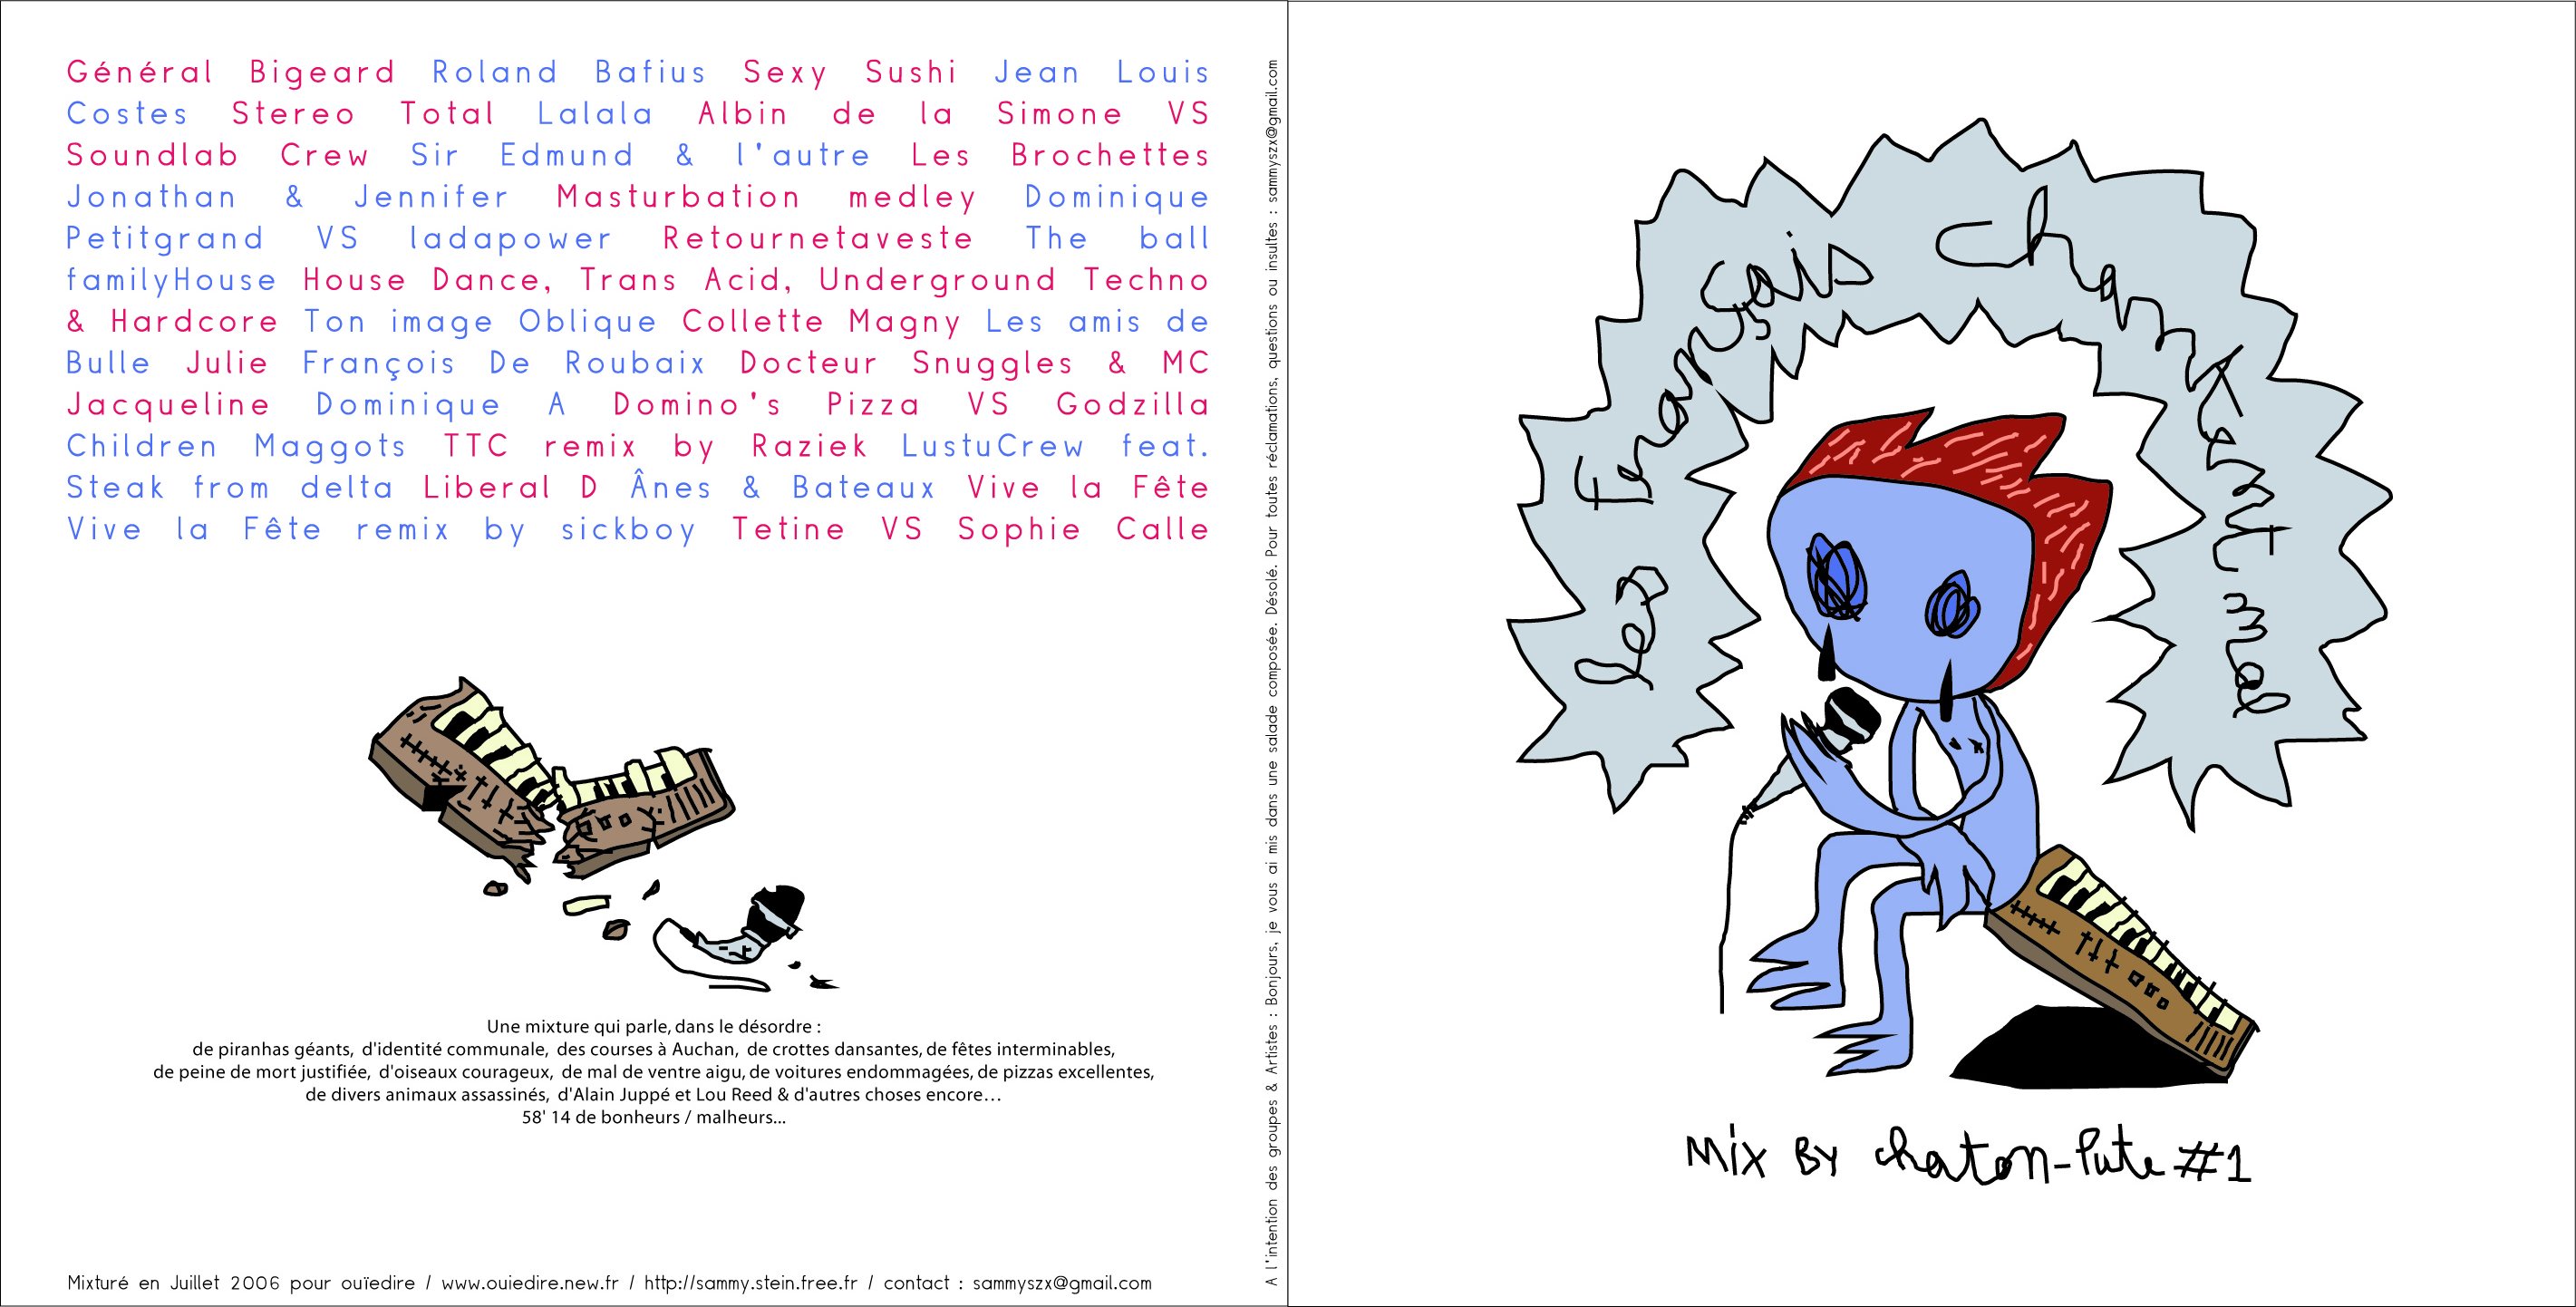 Général Bigeard Roland Bafius Sexy Sushi Jean Louis
Costes Stereo Total Lalala Albin de la Simone VS
Soundlab Crew Sir Edmund & l'autre Les Brochettes
Jonathan & Jennifer Masturbation medley Dominique
Petitgrand VS ladapower Retournetaveste The ball
familyHouse House Dance, Trans Acid, Underground Techno
& Hardcore Ton image Oblique Collette Magny Les amis de
Bulle Julie François De Roubaix Docteur Snuggles & MC
Jacqueline Dominique A Domino's Pizza VS Godzilla
Children Maggots TTC remix by Raziek LustuCrew feat.
Steak from delta Liberal D Ânes & Bateaux Vive la Fête
Vive la Fête remix by sickboy Tetine VS Sophie Calle
Une mixture qui parle, dans le désordre :
de piranhas géants, d'identité communale, des courses à Auchan, de crottes dansantes, de fêtes interminables,
de peine de mort justifiée, d'oiseaux courageux, de mal de ventre aigu, de voitures endommagées, de pizzas excellentes,
de divers animaux assassinés, d'Alain Juppé et Lou Reed & d'autres choses encore...
58' 14 de bonheurs / malheurs...
Mixturé en Juillet 2006 pour ouïedire / www.ouiedire.new.fr / http://sammy.stein.free.fr / contact : sammyszx@gmail.com
A l'intention des groupes & Artistes : Bonjours, je vous ai mis dans une salade composée. Désolé. Pour toutes réclamations, questions ou insultes : sammyszx@gmail.com
Les Français chantent mal
Mix By chaton-Pute #1